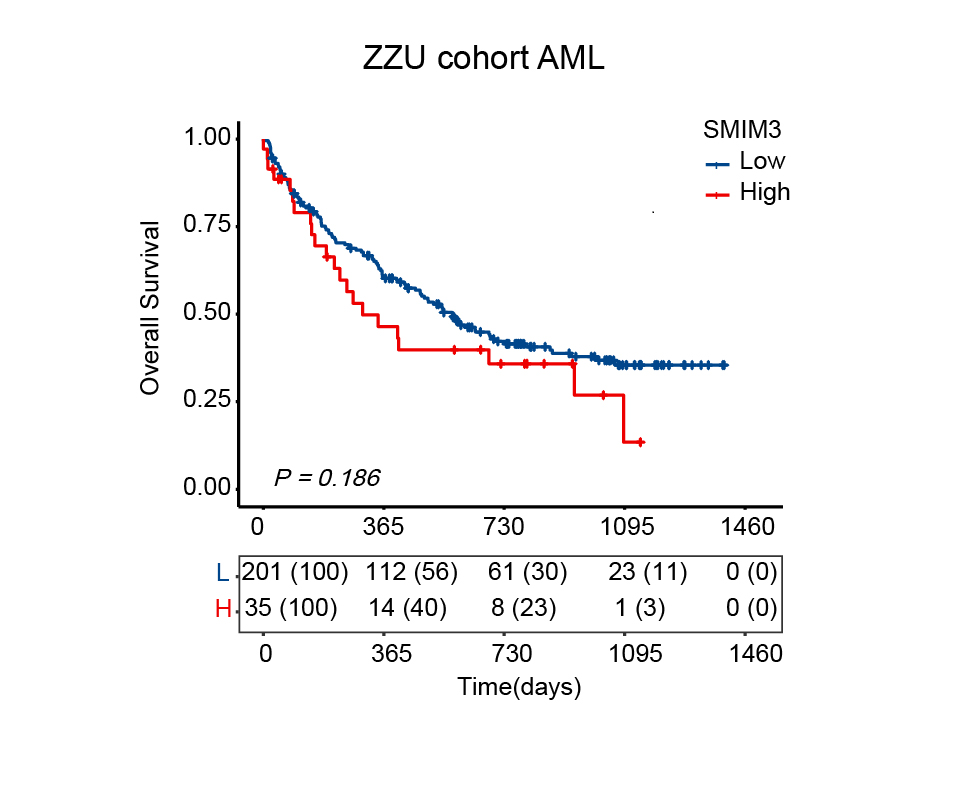 ZZU cohort AML
SMIM3
Low
High
Overall Survival
1.00
0.75
0.50
0.25
0.00
P = 0.186
0 365 730 1095 1460
L 201 (100) 112 (56) 61 (30) 23 (11) 0 (0)
H 35 (100) 14 (40) 8 (23) 1 (3) 0 (0)
0 365 730 1095 1460
Time(days)